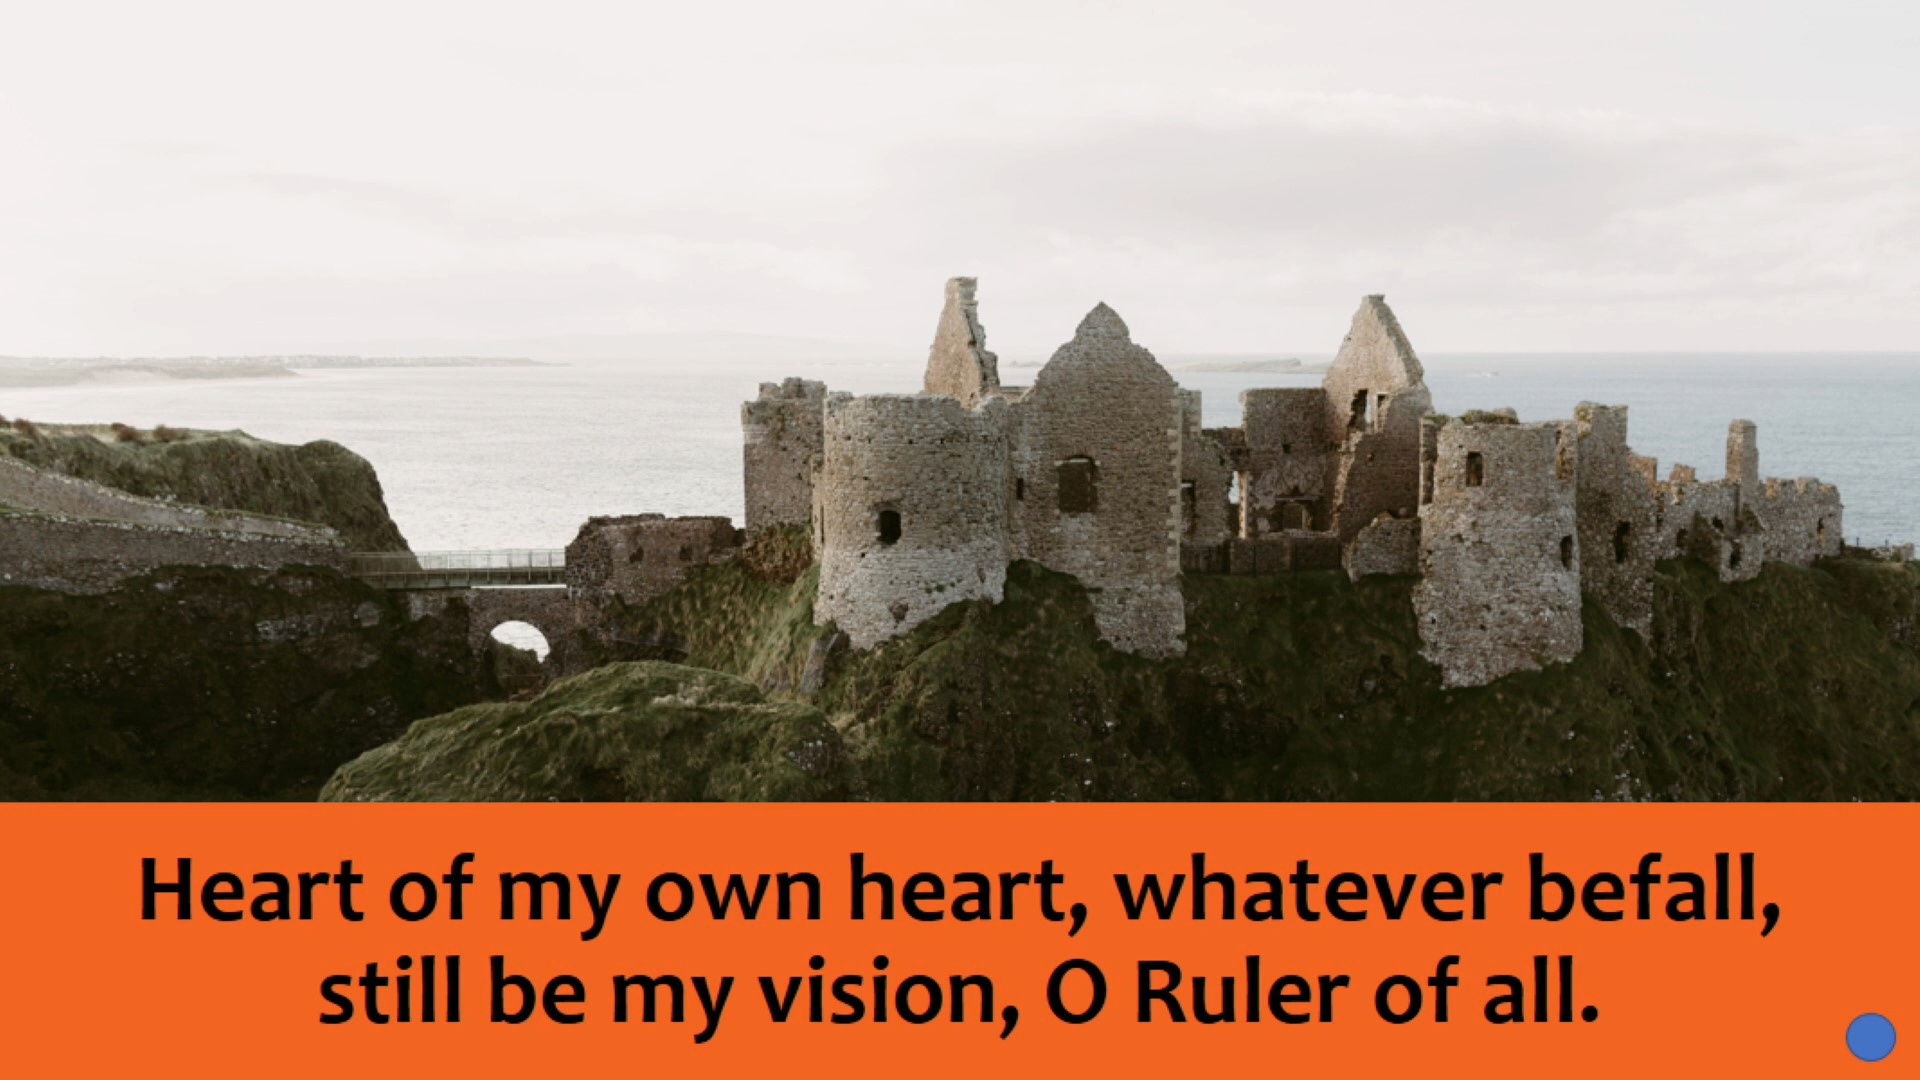 Heart of my own heart, whatever befall,
still be my vision, O Ruler of all.